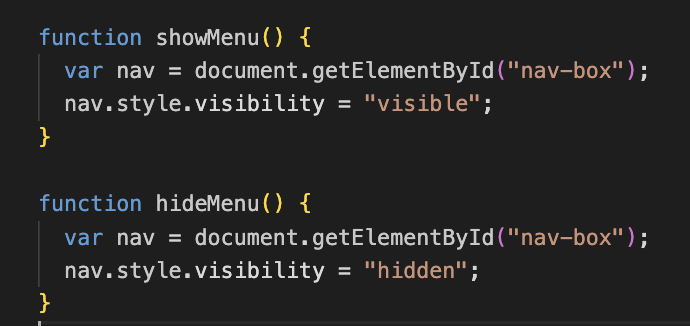 function showMenu() {
  var nav = document.getElementById("nav-box");
  nav.style.visibility = "visible";
}

function hideMenu() {
  var nav = document.getElementById("nav-box");
  nav.style.visibility = "hidden";
}